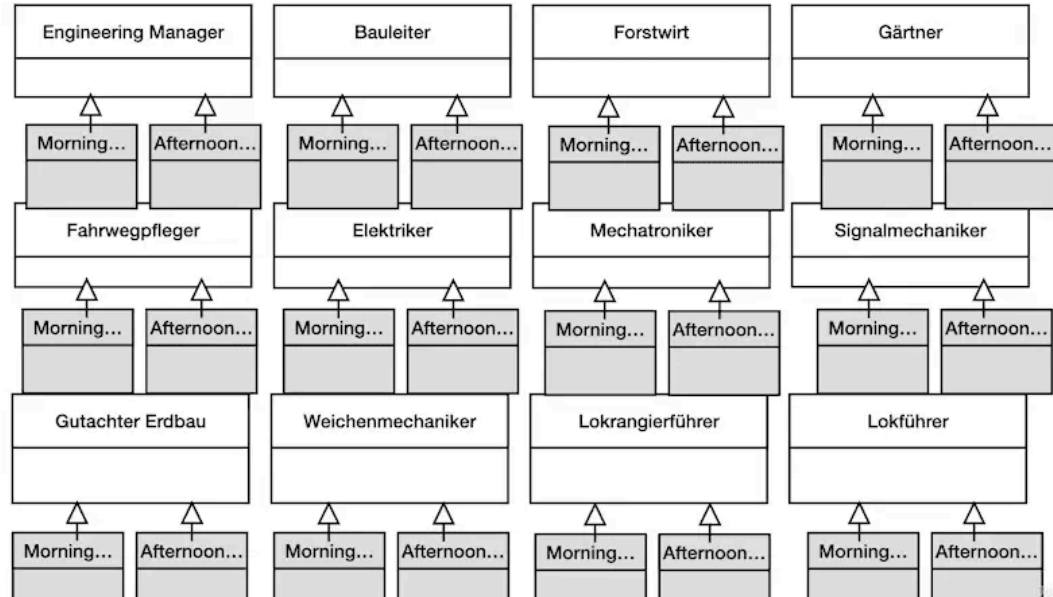 Engineering Manager
Bauleiter
Forstwirt
Gärtner
Morning...
Afternoon...
Morning...
Afternoon...
Morning...
Afternoon...
Morning...
Afternoon...
Fahrwegpfleger
Elektriker
Mechatroniker
Signalmechaniker
Morning...
Afternoon...
Morning...
Afternoon...
Morning...
Afternoon...
Morning...
Afternoon...
Gutachter Erdbau
Weichenmechaniker
Lokrangierführer
Lokführer
Morning...
Afternoon...
Morning...
Afternoon...
Morning...
Afternoon...
Morning...
Afternoon...